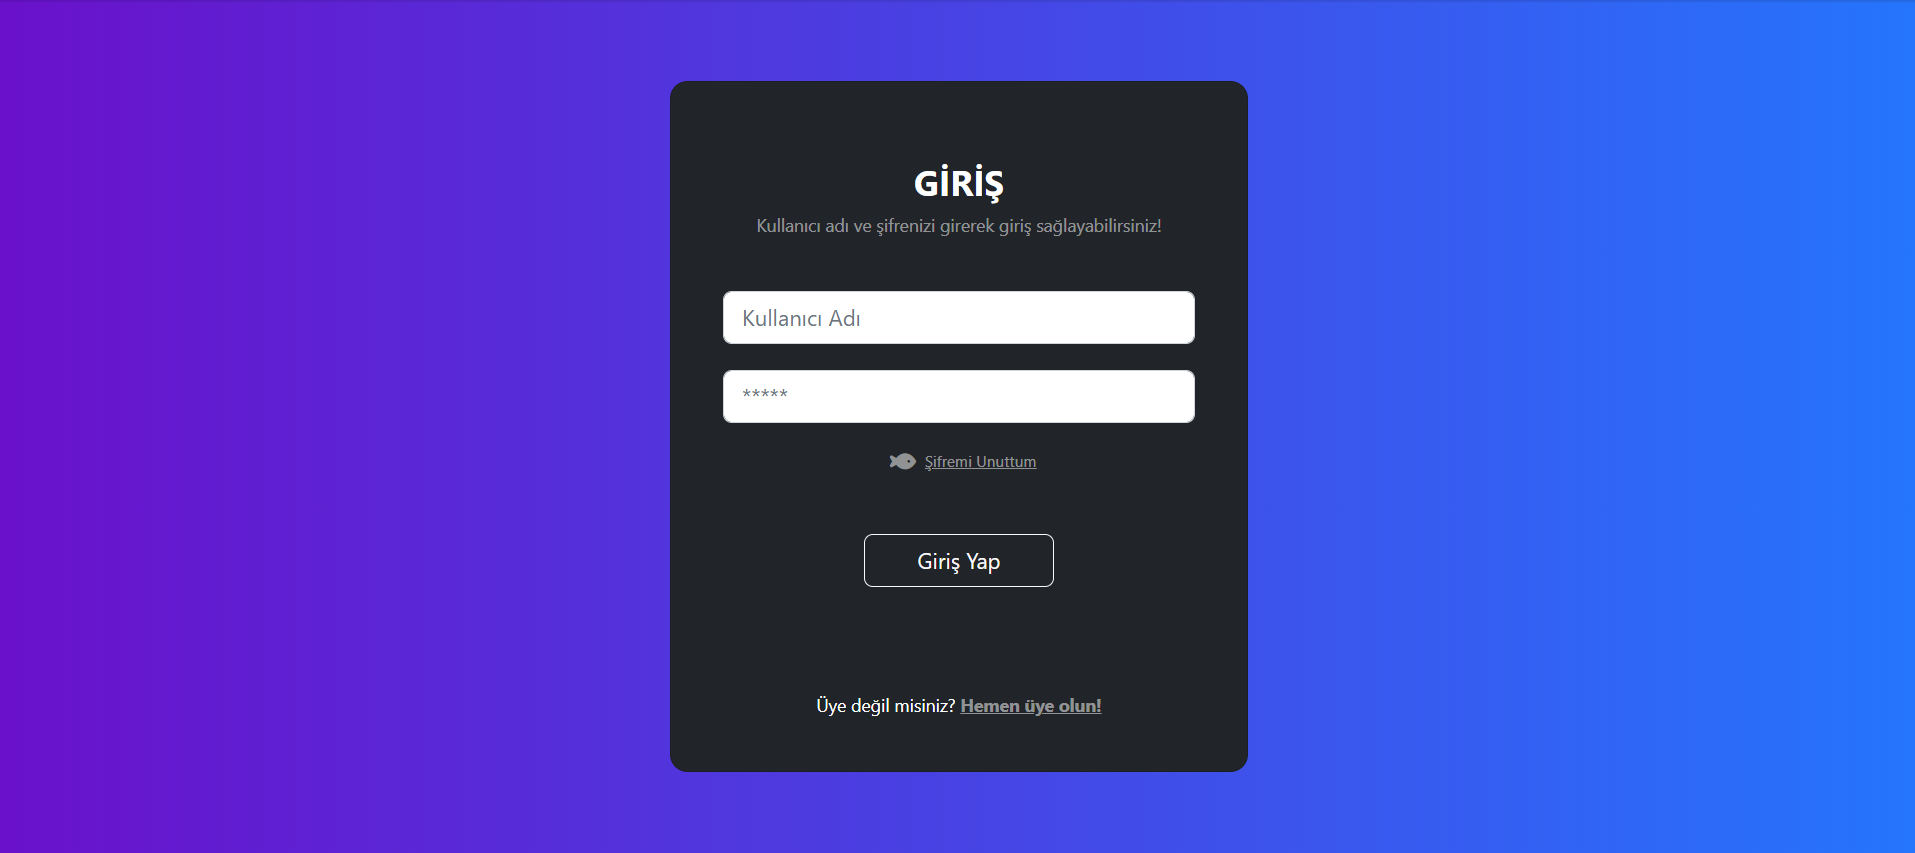 GİRİŞ
Kullanıcı adı ve şifrenizi girerek giriş sağlayabilirsiniz!
Kullanıcı Adı
*****
Şifremi Unuttum
Giriş Yap
Üye değil misiniz? Hemen üye olun!